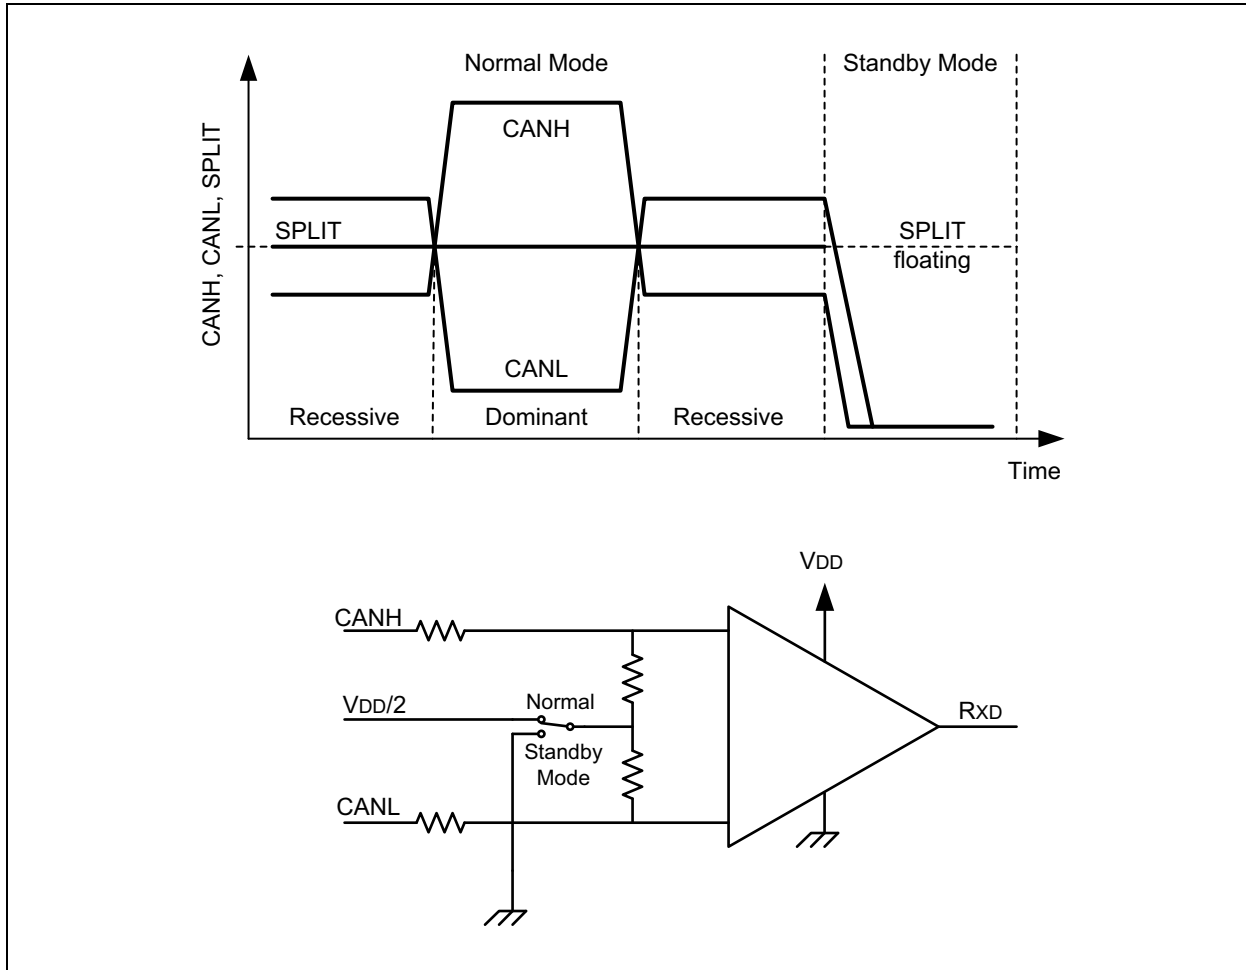 Normal Mode
Standby Mode
CANH, CANL, SPLIT
CANH
SPLIT
SPLIT
floating
CANL
Recessive
Dominant
Recessive
Time
VDD
CANH
VDD/2
Normal
Standby
Mode
RXD
CANL